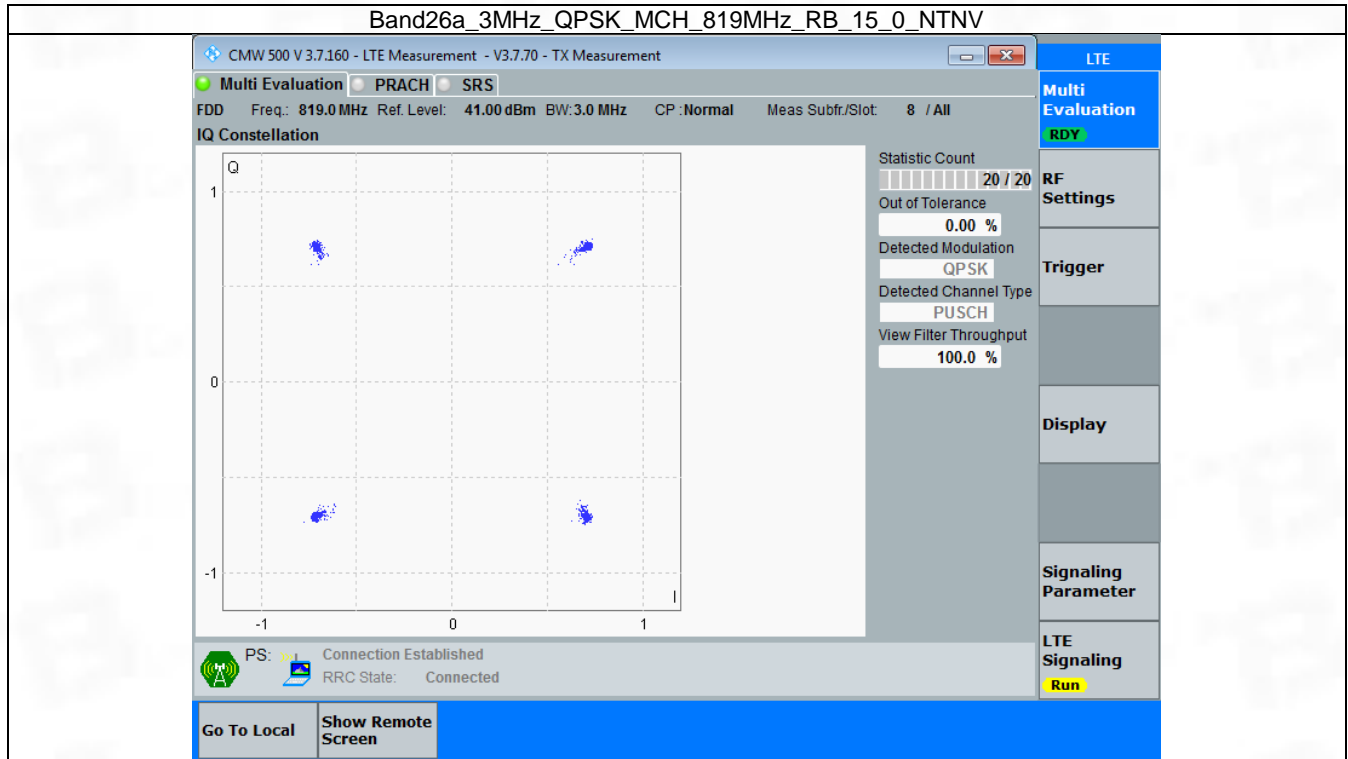 Band26a_3MHz_QPSK_MCH_819MHz_RB_15_0_NTNV
CMW 500 V 3.7.160 - LTE Measurement - V3.7.70 - TX Measurement
Multi Evaluation PRACH SRS
FDD Freq.: 819.0 MHz Ref. Level: 41.00 dBm BW: 3.0 MHz CP : Normal Meas Subfr./Slot: 8 / All
IQ Constellation
Q
1
0
-1
I
-1 0 1
Statistic Count
20 / 20
Out of Tolerance
0.00 %
Detected Modulation
QPSK
Detected Channel Type
PUSCH
View Filter Throughput
100.0 %
PS: Connection Established
RRC State: Connected
LTE
Multi
Evaluation
RDY
RF
Settings
Trigger
Display
Signaling
Parameter
LTE
Signaling
Run
Go To Local
Show Remote
Screen